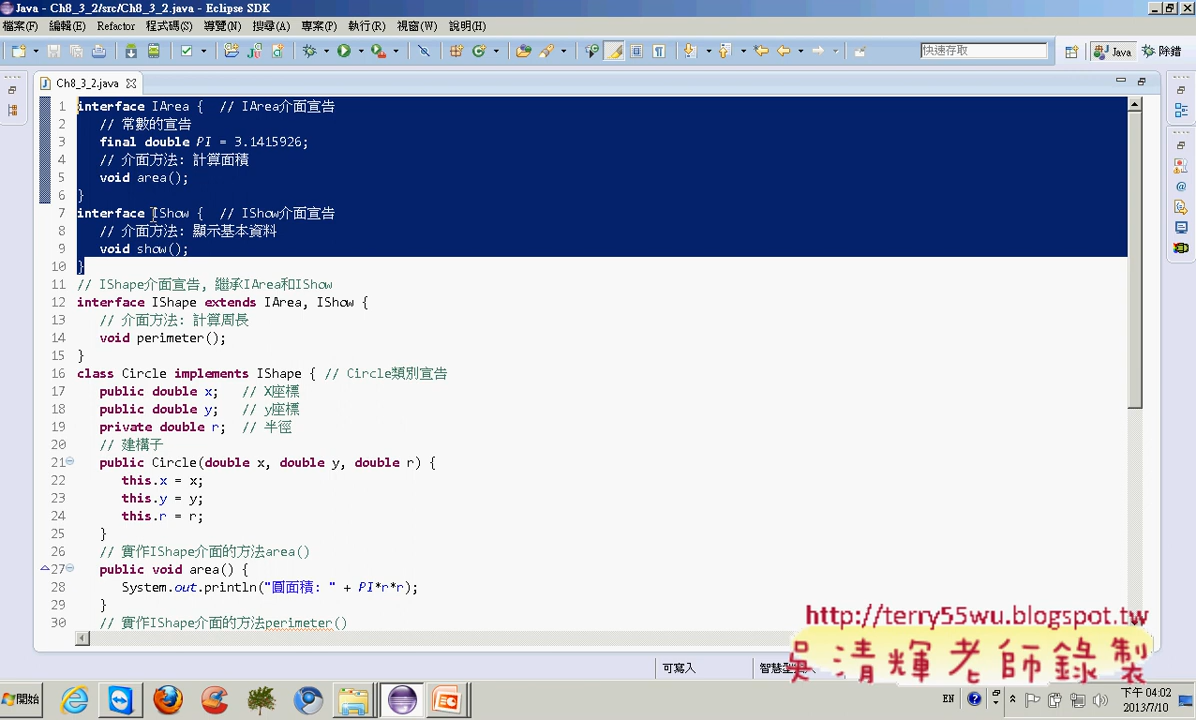 Java - Ch8_3_2/src/Ch8_3_2.java - Eclipse SDK
檔案(F) 編輯(E) Refactor 程式碼(S) 導覽(N) 搜尋(A) 專案(P) 執行(R) 視窗(W) 說明(H)
快速存取
Java
除錯
Ch8_3_2.java
1 interface IArea {  // IArea介面宣告
2 // 常數的宣告
3 final double PI = 3.1415926;
4 // 介面方法: 計算面積
5 void area();
6 }
7 interface IShow {  // IShow介面宣告
8 // 介面方法: 顯示基本資料
9 void show();
10 }
11 // IShape介面宣告, 繼承IArea和IShow
12 interface IShape extends IArea, IShow {
13 // 介面方法: 計算周長
14 void perimeter();
15 }
16 class Circle implements IShape { // Circle類別宣告
17 public double x;   // X座標
18 public double y;   // y座標
19 private double r;  // 半徑
20 // 建構子
21 public Circle(double x, double y, double r) {
22 this.x = x;
23 this.y = y;
24 this.r = r;
25 }
26 // 實作IShape介面的方法area()
27 public void area() {
28 System.out.println("圓面積: " + PI*r*r);
29 }
30 // 實作IShape介面的方法perimeter()
http://terry55wu.blogspot.tw
吳清輝老師錄製
可寫入
智慧型插入
開始
EN
下午 04:02
2013/7/10